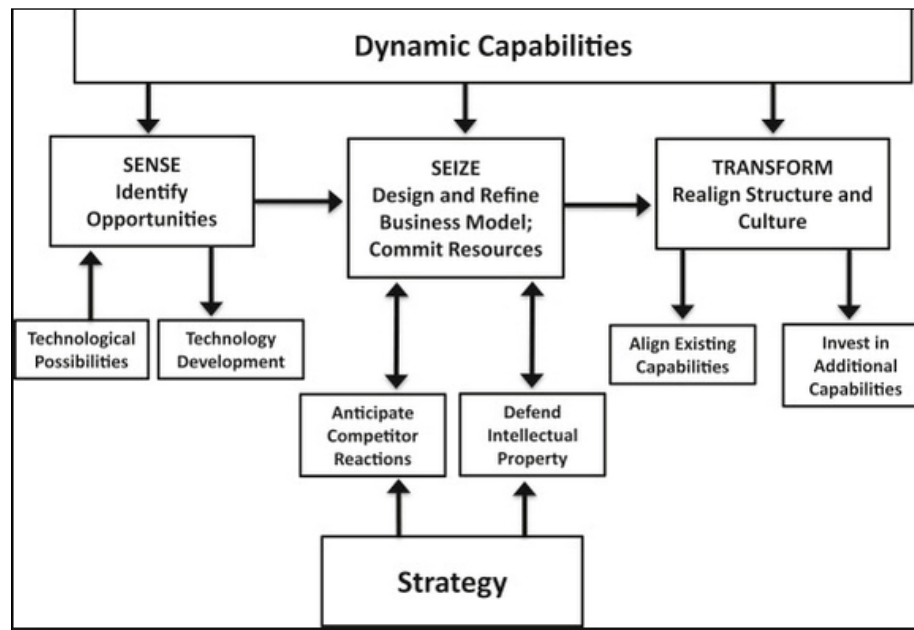 Dynamic Capabilities
SENSE
Identify
Opportunities
SEIZE
Design and Refine
Business Model;
Commit Resources
TRANSFORM
Realign Structure and
Culture
Technological
Possibilities
Technology
Development
Align Existing
Capabilities
Invest in
Additional
Capabilities
Anticipate
Competitor
Reactions
Defend
Intellectual
Property
Strategy